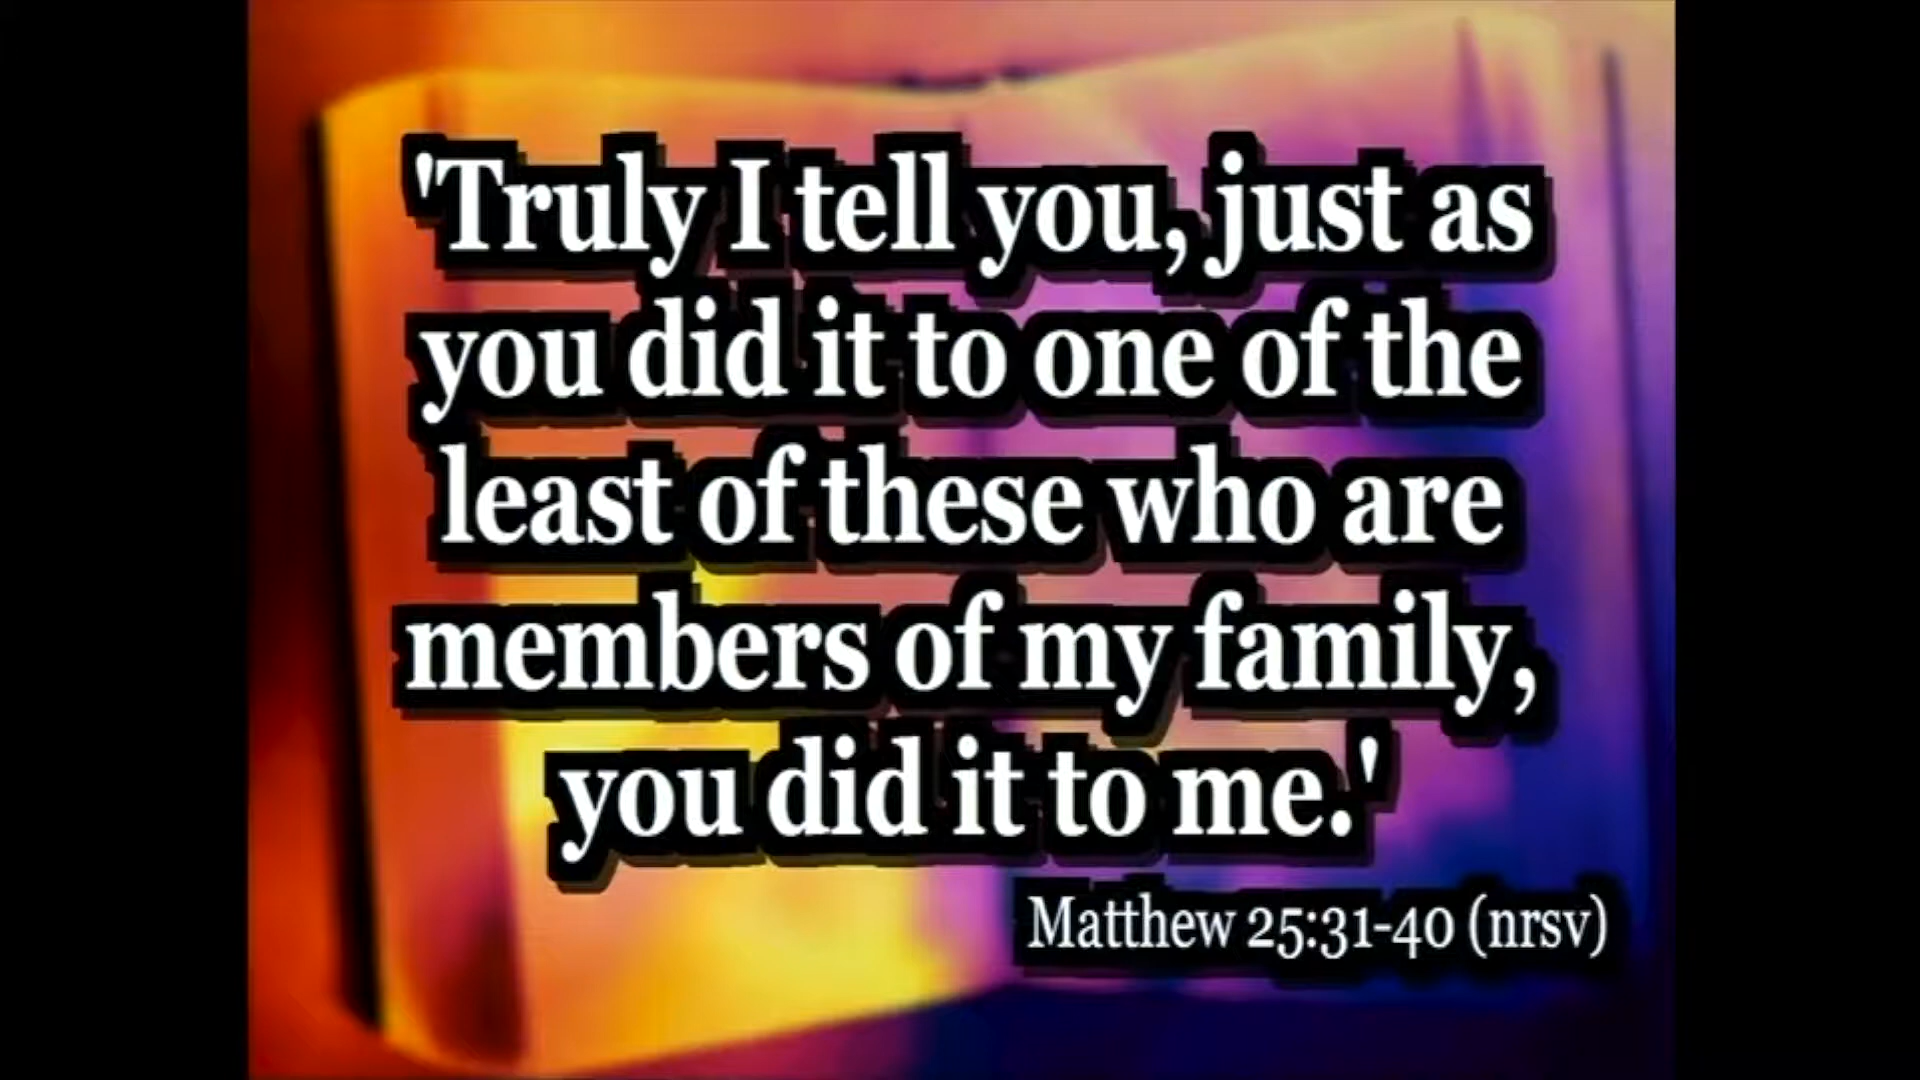 'Truly I tell you, just as
you did it to one of the
least of these who are
members of my family,
you did it to me.'
Matthew 25:31-40 (nrsv)